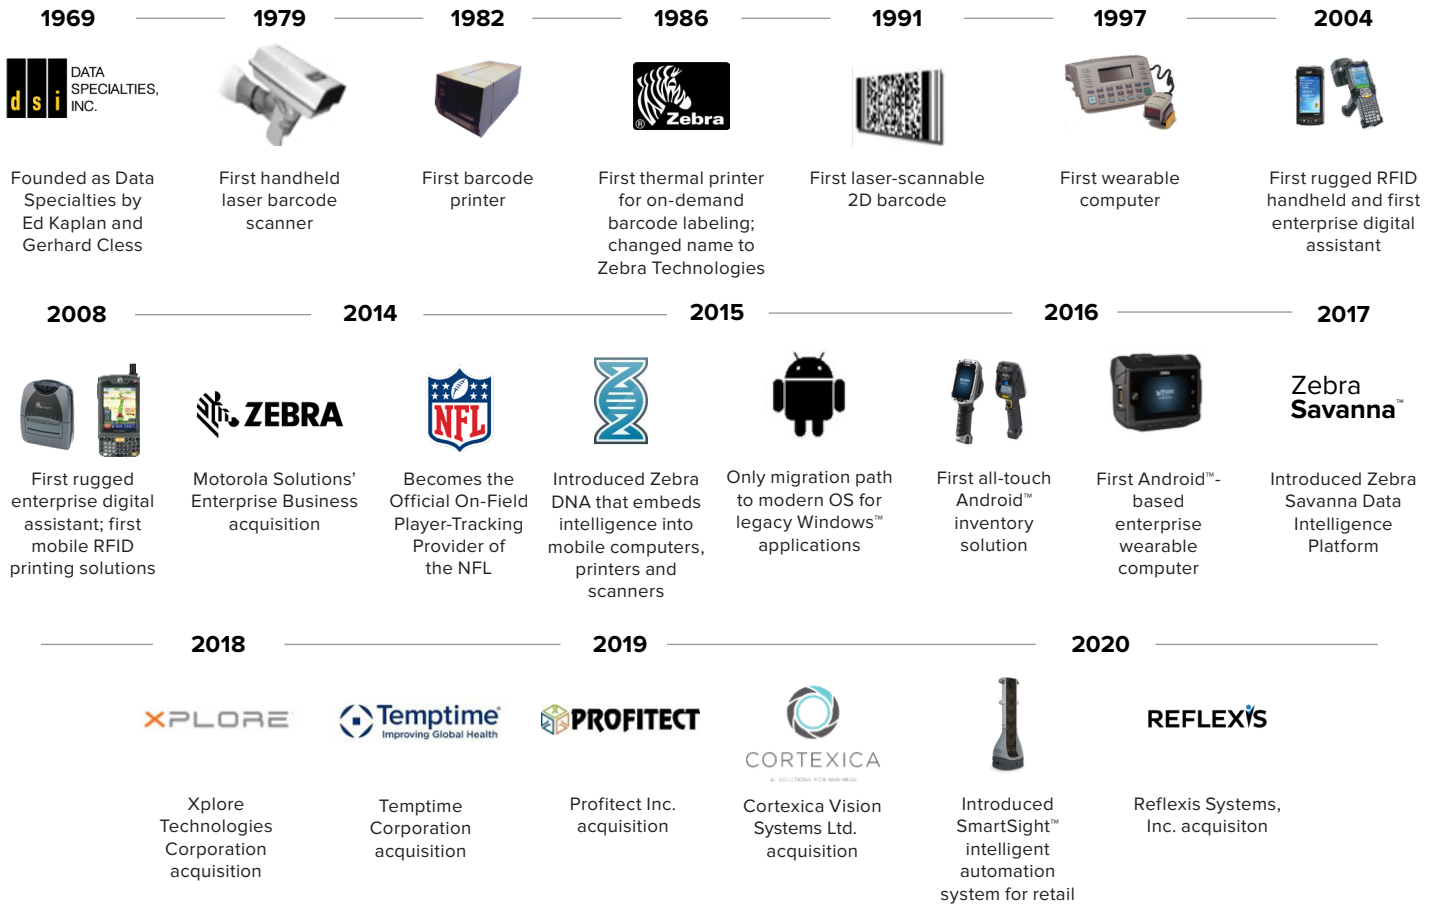 1969
1979
1982
1986
1991
1997
2004
dsi
DATA
SPECIALTIES,
INC.
Zebra
®
Founded as Data
Specialties by
Ed Kaplan and
Gerhard Cless
First handheld
laser barcode
scanner
First barcode
printer
First thermal printer
for on-demand
barcode labeling;
changed name to
Zebra Technologies
First laser-scannable
2D barcode
First wearable
computer
First rugged RFID
handheld and first
enterprise digital
assistant
2008
2014
2015
2016
2017
ZEBRA
NFL
Zebra
Savanna™
First rugged
enterprise digital
assistant; first
mobile RFID
printing solutions
Motorola Solutions’
Enterprise Business
acquisition
Becomes the
Official On-Field
Player-Tracking
Provider of
the NFL
Introduced Zebra
DNA that embeds
intelligence into
mobile computers,
printers and
scanners
Only migration path
to modern OS for
legacy Windows™
applications
First all-touch
Android™
inventory
solution
First Android™-
based
enterprise
wearable
computer
Introduced Zebra
Savanna Data
Intelligence
Platform
2018
2019
2020
XPLORE
Temptime®
Improving Global Health
PROFITECT
CORTEXICA
AI SOLUTIONS FOR BUSINESS
REFLEXIS
Xplore
Technologies
Corporation
acquisition
Temptime
Corporation
acquisition
Profitect Inc.
acquisition
Cortexica Vision
Systems Ltd.
acquisition
Introduced
SmartSight™
intelligent
automation
system for retail
Reflexis Systems,
Inc. acquisiton